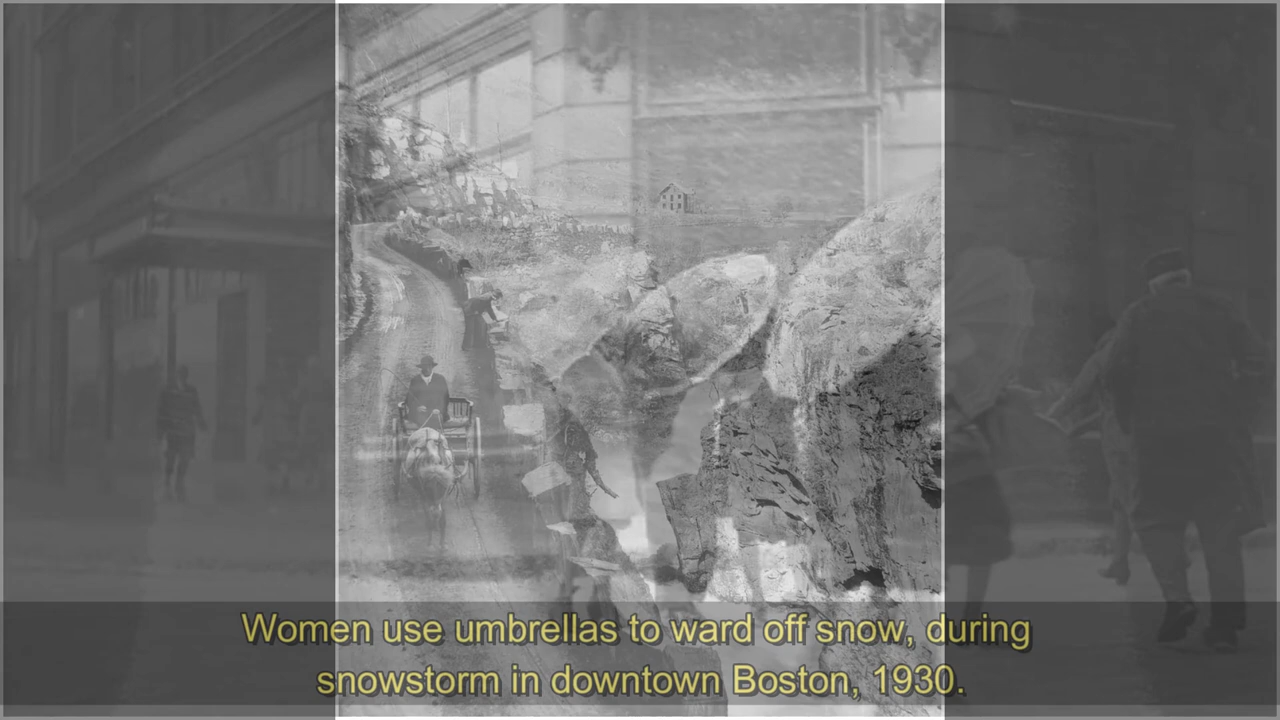 Women use umbrellas to ward off snow, during
snowstorm in downtown Boston, 1930.